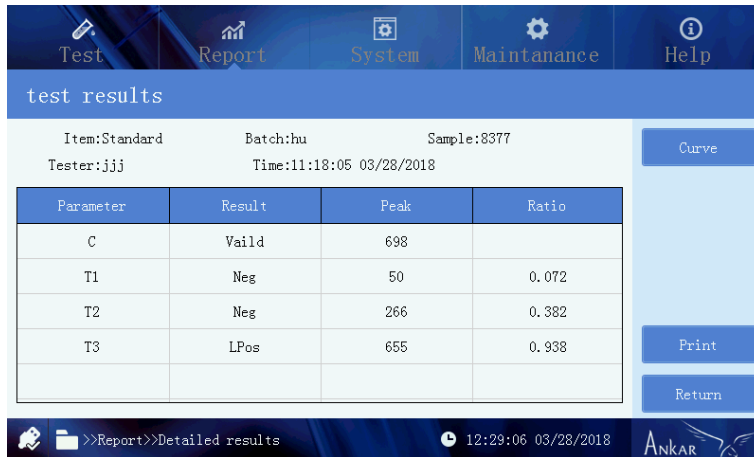 Test Report System Maintanance Help
test results
Item:Standard Batch:hu Sample:8377
Tester:jjj Time:11:18:05 03/28/2018
Curve
Parameter Result Peak Ratio
C Vaild 698
T1 Neg 50 0.072
T2 Neg 266 0.382
T3 LPos 655 0.938
Print
Return
>>Report>>Detailed results 12:29:06 03/28/2018 ANKAR